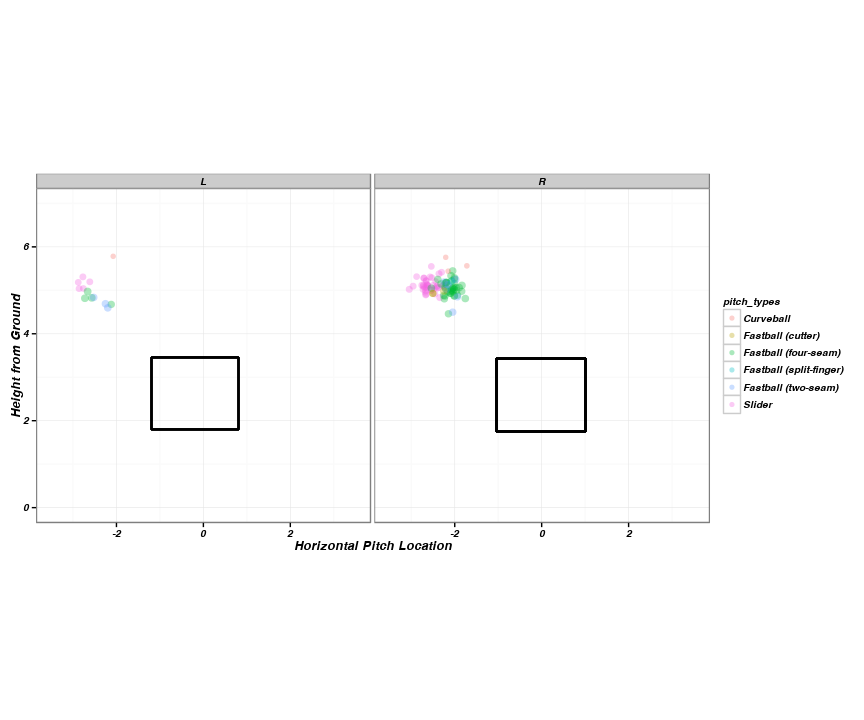 L
R
6
4
2
0
Height from Ground
-2
0
2
-2
0
2
Horizontal Pitch Location
pitch_types
Curveball
Fastball (cutter)
Fastball (four-seam)
Fastball (split-finger)
Fastball (two-seam)
Slider